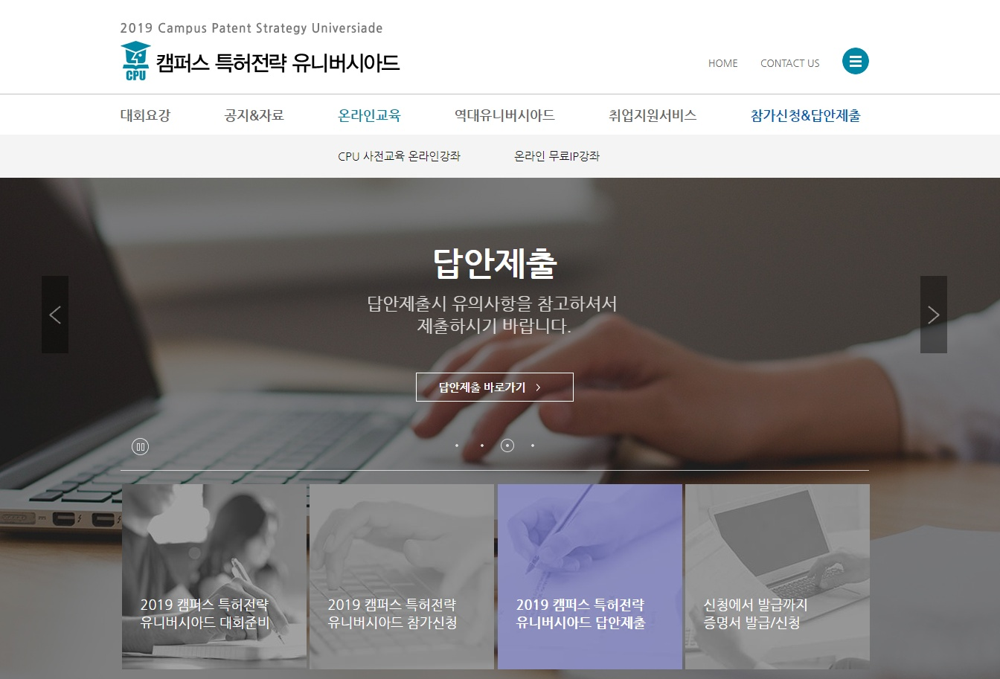 2019 Campus Patent Strategy Universiade
CPU
캠퍼스 특허전략 유니버시아드
HOME
CONTACT US
대회요강
공지&자료
온라인교육
역대유니버시아드
취업지원서비스
참가신청&답안제출
CPU 사전교육 온라인강좌
온라인 무료IP강좌
답안제출
답안제출시 유의사항을 참고하셔서
제출하시기 바랍니다.
답안제출 바로가기
2019 캠퍼스 특허전략
유니버시아드 대회준비
2019 캠퍼스 특허전략
유니버시아드 참가신청
2019 캠퍼스 특허전략
유니버시아드 답안제출
신청에서 발급까지
증명서 발급/신청